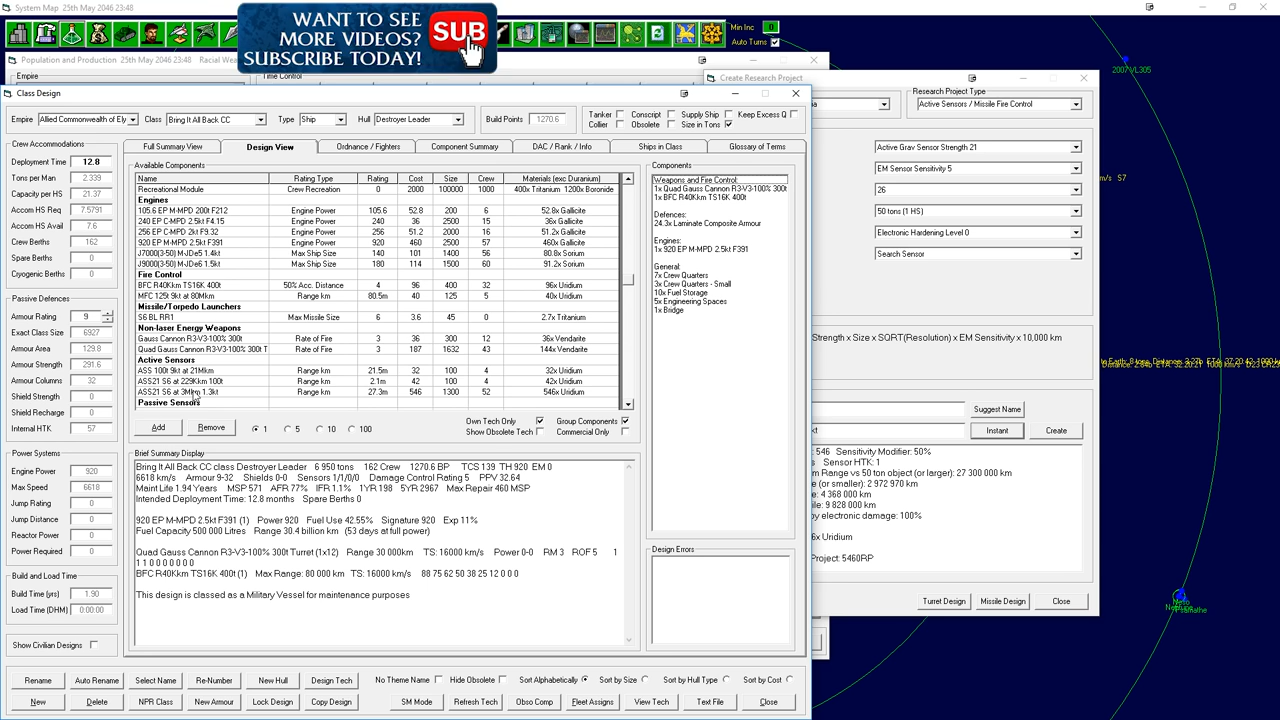 System Map  25th May 2046 23:48
WANT TO SEE
MORE VIDEOS?
SUBSCRIBE TODAY!
SUB
Min Inc 0
Auto Turns
Population and Production  25th May 2046 23:48  Racial Wea
Empire
Time Control
2007 VL305
Create Research Project
Research Project Type
Active Sensors / Missile Fire Control
Active Grav Sensor Strength 21
EM Sensor Sensitivity 5
26
50 tons (1 HS)
Electronic Hardening Level 0
Search Sensor
Strength x Size x SQRT(Resolution) x EM Sensitivity x 10,000 km
Suggest Name
Instant
Create
546  Sensitivity Modifier: 50%
Sensor HTK: 1
m Range vs 50 ton object (or larger): 27 300 000 km
e (or smaller): 2 972 970 km
e: 4 368 000 km
ile: 9 828 000 km
by electronic damage: 100%
6x Uridium
Project: 5460RP
Turret Design
Missile Design
Close
Class Design
Empire  Allied Commonwealth of Ely
Class  Bring It All Back CC
Type  Ship
Hull  Destroyer Leader
Build Points  1270.6
Tanker  Conscript  Supply Ship  Keep Excess Q
Collier  Obsolete  Size in Tons
Full Summary View
Design View
Ordnance / Fighters
Component Summary
DAC / Rank / Info
Ships in Class
Glossary of Terms
Crew Accommodations
Deployment Time  12.8
Tons per Man  2.339
Capacity per HS  21.37
Accom HS Req  7.5791
Accom HS Avail  7.6
Crew Berths  162
Spare Berths  0
Cryogenic Berths  0
Passive Defences
Armour Rating  9
Exact Class Size  6927
Armour Area  129.8
Armour Strength  291.6
Armour Columns  32
Shield Strength  0
Shield Recharge  0
Internal HTK  57
Power Systems
Engine Power  920
Max Speed  6618
Jump Rating  0
Jump Distance  0
Reactor Power  0
Power Required  0
Build and Load Time
Build Time (yrs)  1.90
Load Time (DHM)  0:00:00
Show Civilian Designs
Available Components
Name  Rating Type  Rating  Cost  Size  Crew  Materials (exc Duranium)
Recreational Module  Crew Recreation  0  2000  100000  1000  400x Tritanium  1200x Boronide
Engines
105.6 EP M-MPD 200t F212  Engine Power  105.6  52.8  200  6  52.8x Gallicite
240 EP C-MPD 2.5kt F4.15  Engine Power  240  36  2500  15  36x Gallicite
256 EP C-MPD 2kt F9.32  Engine Power  256  51.2  2000  16  51.2x Gallicite
920 EP M-MPD 2.5kt F391  Engine Power  920  460  2500  57  460x Gallicite
J7000(3-50) M-JDe5 1.4kt  Max Ship Size  140  101  1400  56  80.8x Sorium
J9000(3-50) M-JDe6 1.5kt  Max Ship Size  180  114  1500  60  91.2x Sorium
Fire Control
BFC R40Kkm TS16K 400t  50% Acc. Distance  4  96  400  32  96x Uridium
MFC 125t 9kt at 80Mkm  Range km  80.5m  40  125  5  40x Uridium
Missile/Torpedo Launchers
S6 BL RR1  Max Missile Size  6  3.6  45  0  2.7x Tritanium
Non-laser Energy Weapons
Gauss Cannon R3-V3-100% 300t  Rate of Fire  3  36  300  12  36x Vendarite
Quad Gauss Cannon R3-V3-100% 300t T  Rate of Fire  3  187  1632  43  144x Vendarite
Active Sensors
ASS 100t 9kt at 21Mkm  Range km  21.5m  32  100  4  32x Uridium
ASS21 S6 at 229Kkm 100t  Range km  2.1m  42  100  4  42x Uridium
ASS21 S6 at 3Mkm 1.3kt  Range km  27.3m  546  1300  52  546x Uridium
Passive Sensors
Add
Remove
1  5  10  100
Own Tech Only
Show Obsolete Tech
Group Components
Commercial Only
Components
Weapons and Fire Control:
1x Quad Gauss Cannon R3-V3-100% 300t
1x BFC R40Kkm TS16K 400t
Defences:
24.3x Laminate Composite Armour
Engines:
1x 920 EP M-MPD 2.5kt F391
General:
7x Crew Quarters
3x Crew Quarters - Small
10x Fuel Storage
5x Engineering Spaces
1x Bridge
Design Errors
Brief Summary Display
Bring It All Back CC class Destroyer Leader  6 950 tons  162 Crew  1270.6 BP  TCS 139  TH 920  EM 0
6618 km/s  Armour 9-32  Shields 0-0  Sensors 1/1/0/0  Damage Control Rating 5  PPV 32.64
Maint Life 1.94 Years  MSP 571  AFR 77%  IFR 1.1%  1YR 198  5YR 2967  Max Repair 460 MSP
Intended Deployment Time: 12.8 months  Spare Berths 0
920 EP M-MPD 2.5kt F391 (1)  Power 920  Fuel Use 42.55%  Signature 920  Exp 11%
Fuel Capacity 500 000 Litres  Range 30.4 billion km  (53 days at full power)
Quad Gauss Cannon R3-V3-100% 300t Turret (1x12)  Range 30 000km  TS: 16000 km/s  Power 0-0  RM 3  ROF 5  1
1 1 0 0 0 0 0 0 0
BFC R40Kkm TS16K 400t (1)  Max Range: 80 000 km  TS: 16000 km/s  88 75 62 50 38 25 12 0 0 0
This design is classed as a Military Vessel for maintenance purposes
No Theme Name
Hide Obsolete
Sort Alphabetically
Sort by Size
Sort by Hull Type
Sort by Cost
Rename
Auto Rename
Select Name
Re-Number
New Hull
Design Tech
New
Delete
NPR Class
New Armour
Lock Design
Copy Design
SM Mode
Refresh Tech
Obso Comp
Fleet Assigns
View Tech
Text File
Close